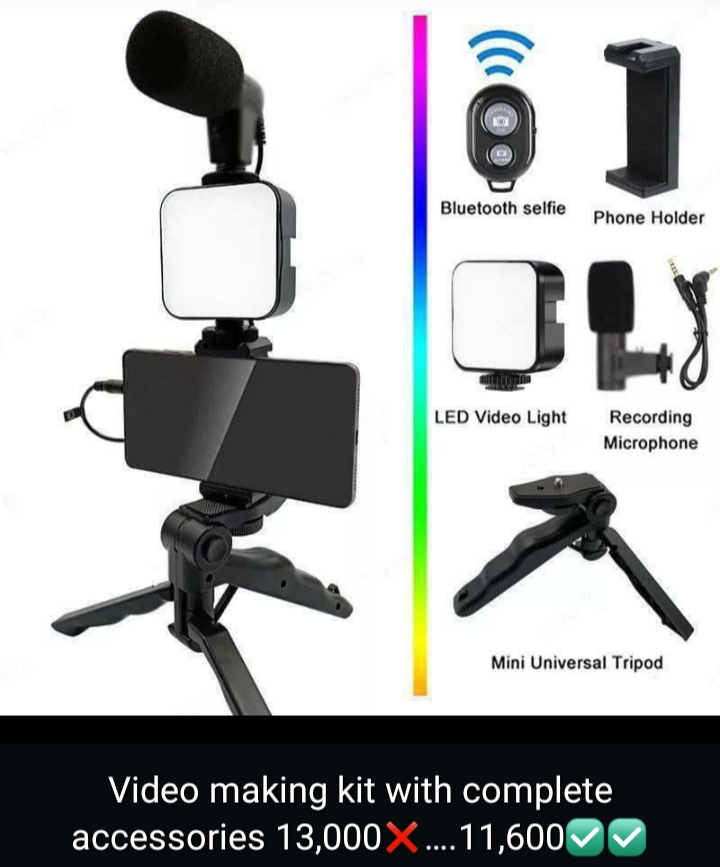 Bluetooth selfie
Phone Holder
LED Video Light
Recording
Microphone
Mini Universal Tripod
Video making kit with complete
accessories 13,000❌....11,600✅✅